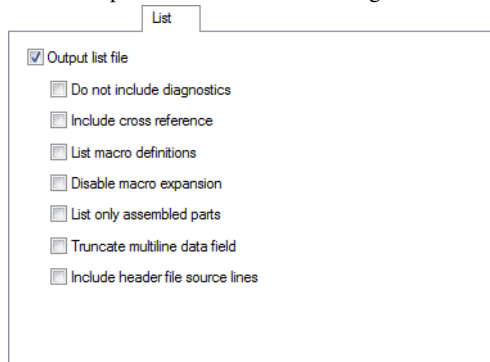 List
Output list file
Do not include diagnostics
Include cross reference
List macro definitions
Disable macro expansion
List only assembled parts
Truncate multiline data field
Include header file source lines